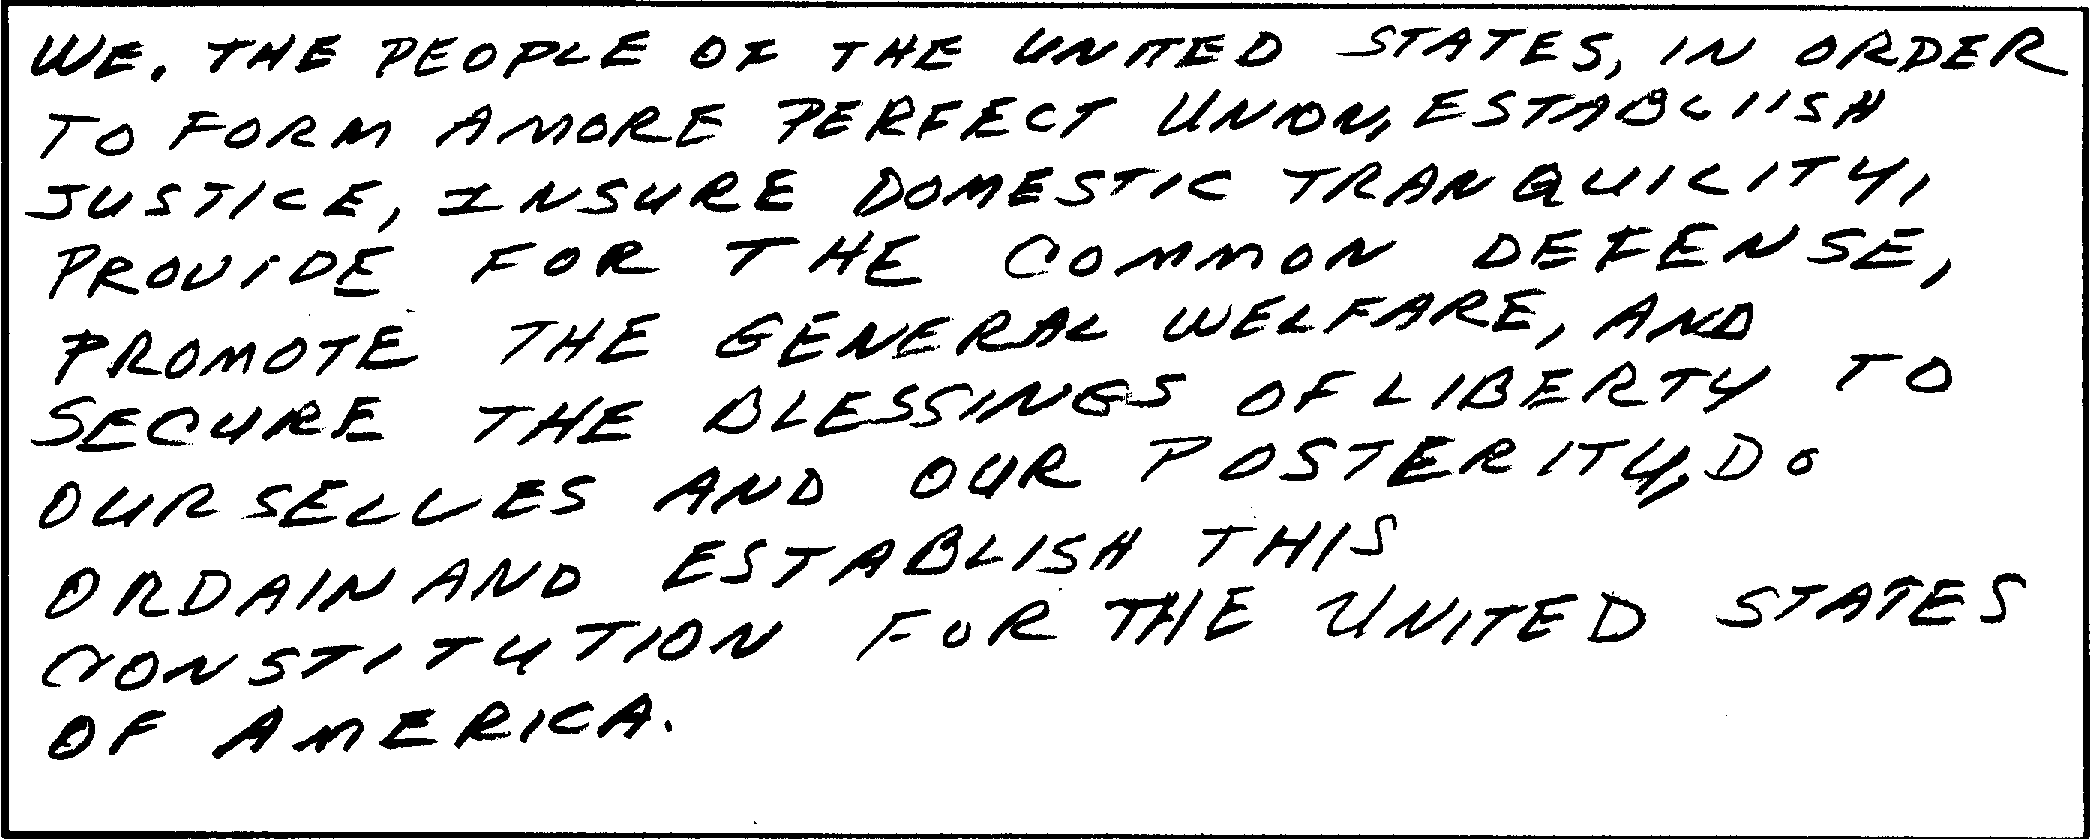 WE, THE PEOPLE OF THE UNITED STATES, IN ORDER
TO FORM A MORE PERFECT UNION, ESTABLISH
JUSTICE, INSURE DOMESTIC TRANQUILITY,
PROVIDE FOR THE COMMON DEFENSE,
PROMOTE THE GENERAL WELFARE, AND
SECURE THE BLESSINGS OF LIBERTY TO
OURSELVES AND OUR POSTERITY, DO
ORDAIN AND ESTABLISH THIS
CONSTITUTION FOR THE UNITED STATES
OF AMERICA.